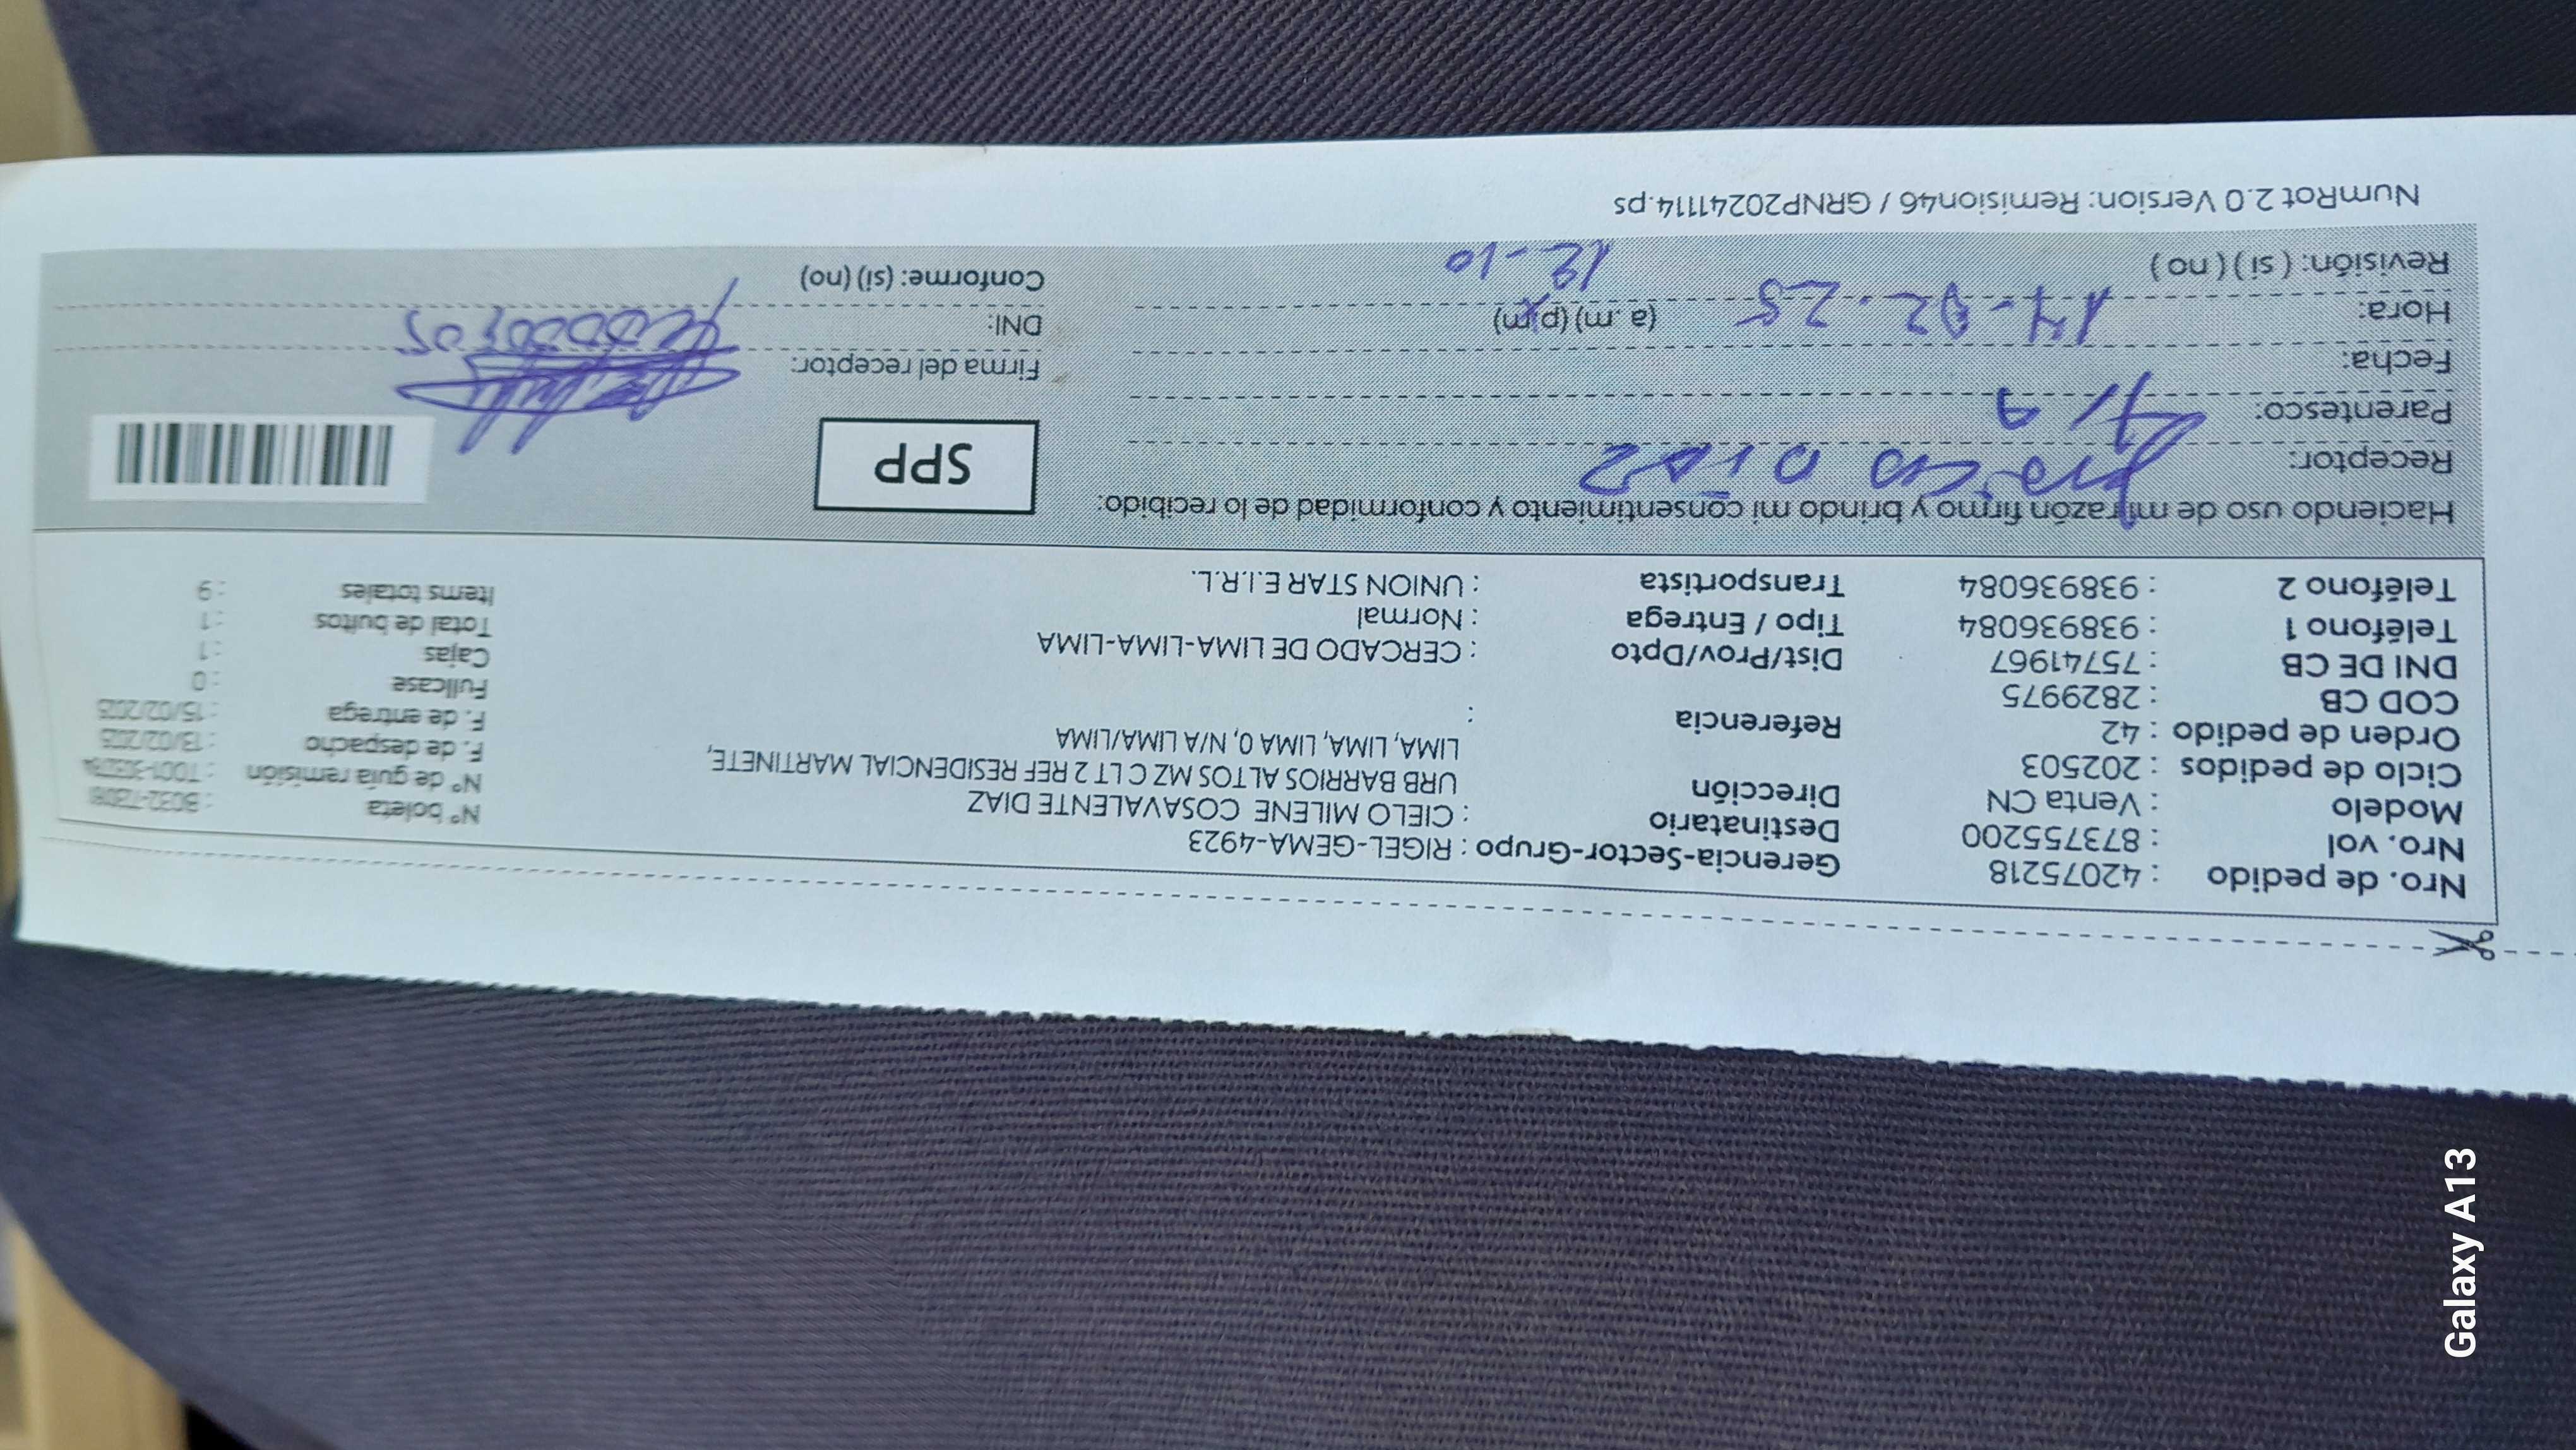 Nro. de pedido : 42075218
Nro. vol : 873755200
Modelo : Venta CN
Ciclo de pedidos : 202503
Orden de pedido : 42
COD CB : 2829975
DNI DE CB : 75741967
Teléfono 1 : 938936084
Teléfono 2 : 938936084
Gerencia-Sector-Grupo : RIGEL-GEMA-4923
Destinatario : CIELO MILENE COSAVALENTE DIAZ
Dirección URB BARRIOS ALTOS MZ C LT 2 REF RESIDENCIAL MARTINETE,
LIMA, LIMA, LIMA 0, N/A LIMA/LIMA
Referencia :
Dist/Prov/Dpto : CERCADO DE LIMA-LIMA-LIMA
Tipo / Entrega : Normal
Transportista : UNION STAR E.I.R.L.
N° boleta
N° de guía remisión
F. de despacho : 13/02/2025
F. de entrega : 15/02/2025
Fullcase : 0
Cajas : 1
Total de bultos : 1
Items totales : 9
Haciendo uso de mi razón firmo y brindo mi consentimiento y conformidad de lo recibido:
Receptor:
Parentesco:
Fecha:
Hora: 14-02.25 (a.m) (p.m)
Revisión: ( si ) ( no ) 12-10
SPP
Firma del receptor:
DNI:
Conforme: (si) (no)
NumRot 2.0 Version: Remision46 / GRNP20241114.ps
Galaxy A13